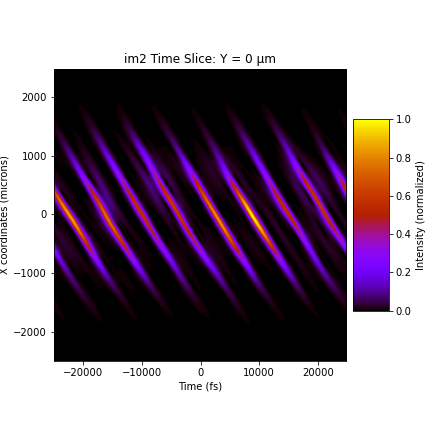 im2 Time Slice: Y = 0 μm
2000
1000
0
−1000
−2000
X coordinates (microns)
−20000 −10000 0 10000 20000
Time (fs)
1.0
0.8
0.6
0.4
0.2
0.0
Intensity (normalized)